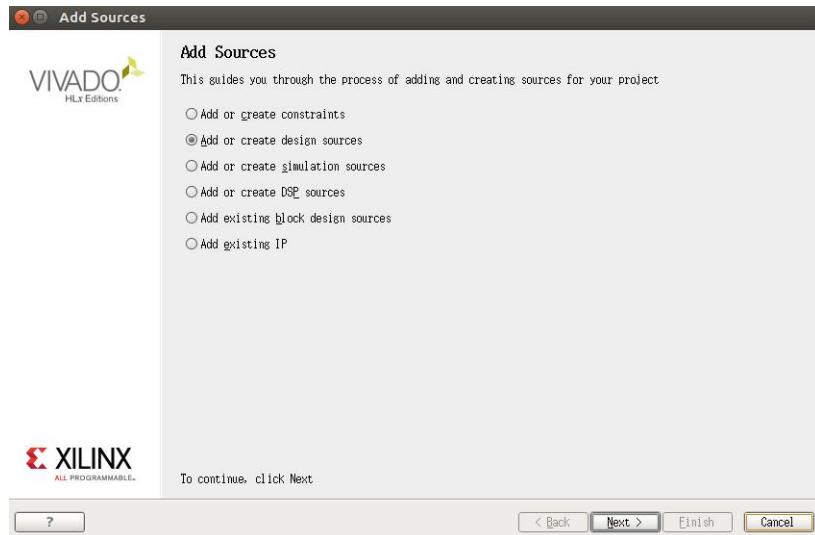 Add Sources
VIVADO
HLx Editions
Add Sources
This guides you through the process of adding and creating sources for your project
Add or create constraints
Add or create design sources
Add or create simulation sources
Add or create DSP sources
Add existing block design sources
Add existing IP
XILINX
ALL PROGRAMMABLE.
To continue, click Next
?
< Back
Next >
Finish
Cancel